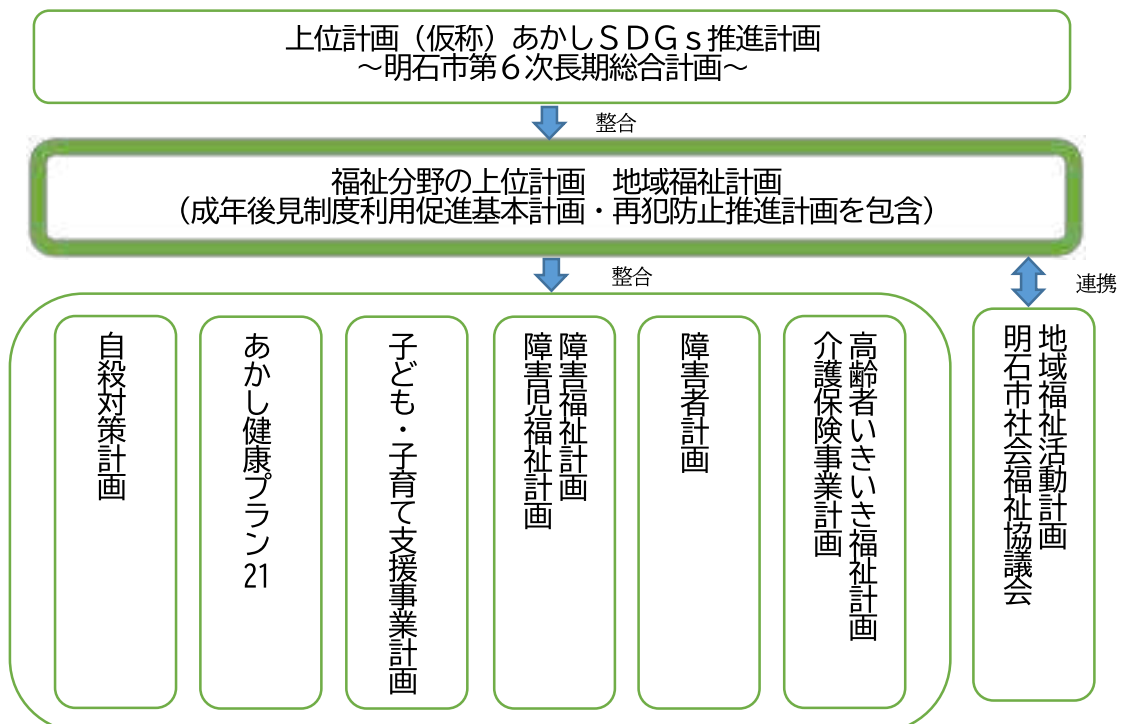 上位計画（仮称）あかしＳＤＧｓ推進計画
～明石市第６次長期総合計画～
整合
福祉分野の上位計画　地域福祉計画
（成年後見制度利用促進基本計画・再犯防止推進計画を包含）
整合
連携
自殺対策計画
あかし健康プラン21
子ども・子育て支援事業計画
障害福祉計画
障害児福祉計画
障害者計画
高齢者いきいき福祉計画
介護保険事業計画
地域福祉活動計画
明石市社会福祉協議会